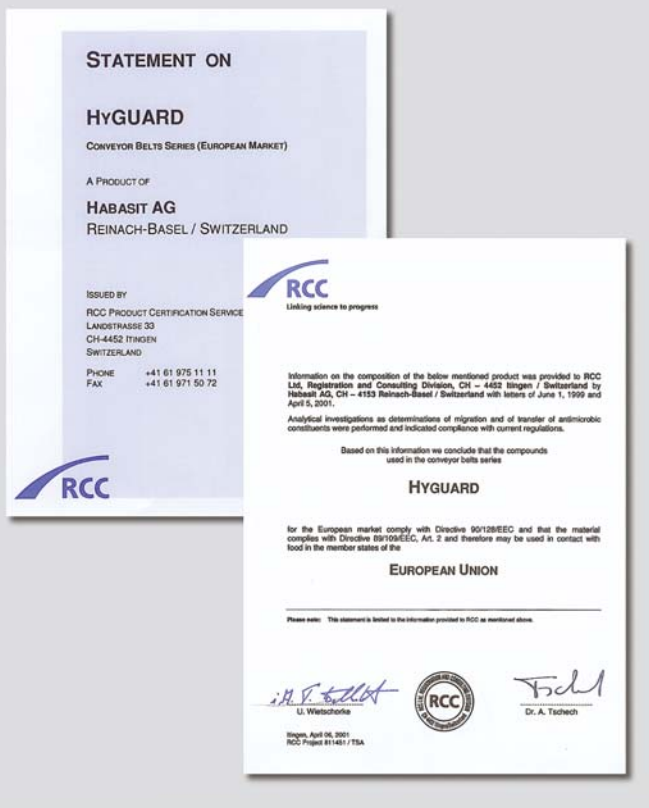 STATEMENT ON
HYGUARD
CONVEYOR BELTS SERIES (EUROPEAN MARKET)
A PRODUCT OF
HABASIT AG
REINACH-BASEL / SWITZERLAND
ISSUED BY
RCC PRODUCT CERTIFICATION SERVICE
LANDSTRASSE 33
CH-4452 ITINGEN
SWITZERLAND
PHONE +41 61 975 11 11
FAX +41 61 971 50 72
RCC
RCC
Linking science to progress
Information on the composition of the below mentioned product was provided to RCC
Ltd, Registration and Consulting Division, CH – 4452 Itingen / Switzerland by
Habasit AG, CH – 4153 Reinach-Basel / Switzerland with letters of June 1, 1999 and
April 5, 2001.
Analytical investigations as determinations of migration and of transfer of antimicrobic
constituents were performed and indicated compliance with current regulations.
Based on this information we conclude that the compounds
used in the conveyor belts series
HYGUARD
for the European market comply with Directive 90/128/EEC and that the material
complies with Directive 89/109/EEC, Art. 2 and therefore may be used in contact with
food in the member states of the
EUROPEAN UNION
Please note: This statement is limited to the information provided to RCC as mentioned above.
U. Wietschorke
RCC
Dr. A. Tschech
Itingen, April 06, 2001
RCC Project 811451 / TSA